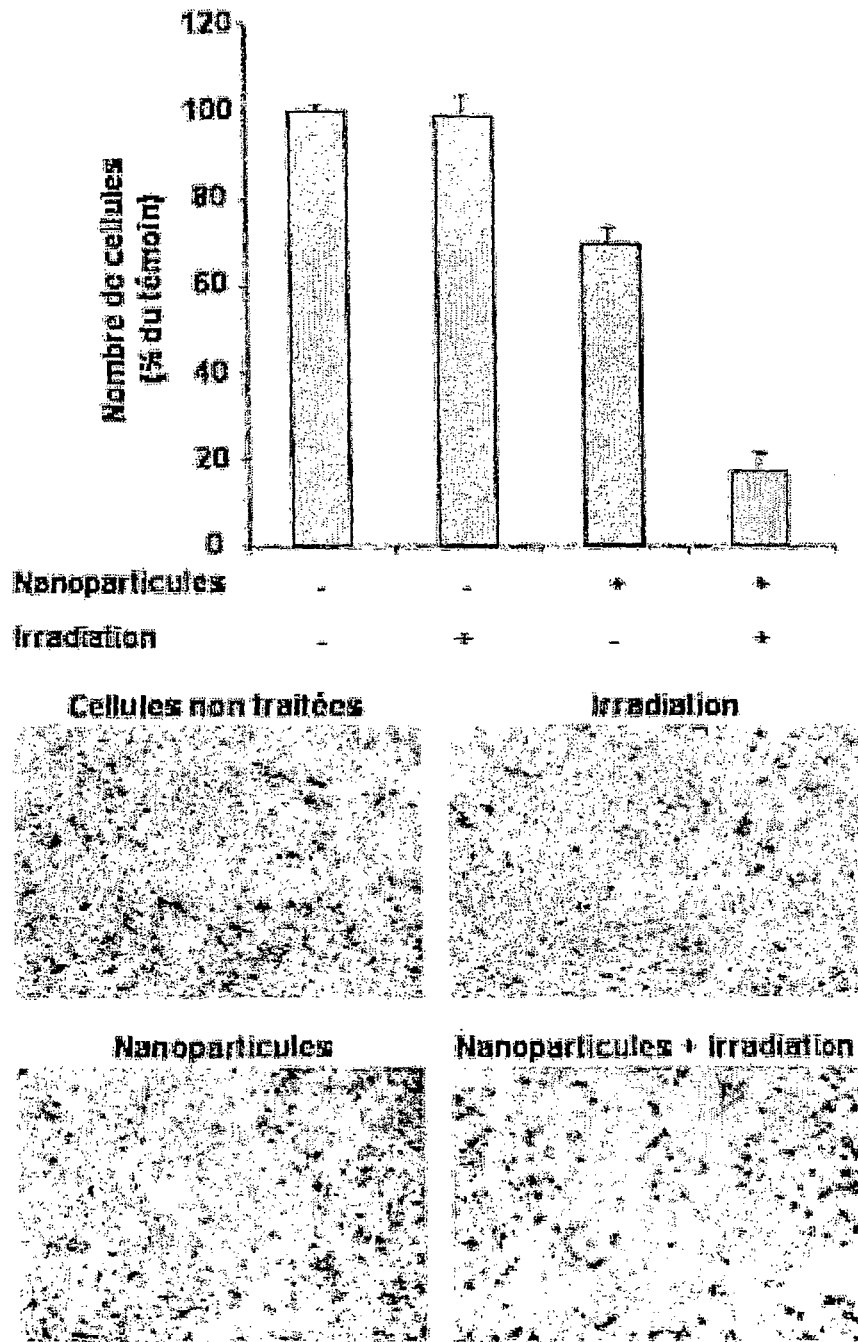 120
100
80
60
40
20
0
Nombre de cellules
(% du témoin)
Nanoparticules - - + +
Irradiation - + - +
Cellules non traitées
Irradiation
Nanoparticules
Nanoparticules + irradiation